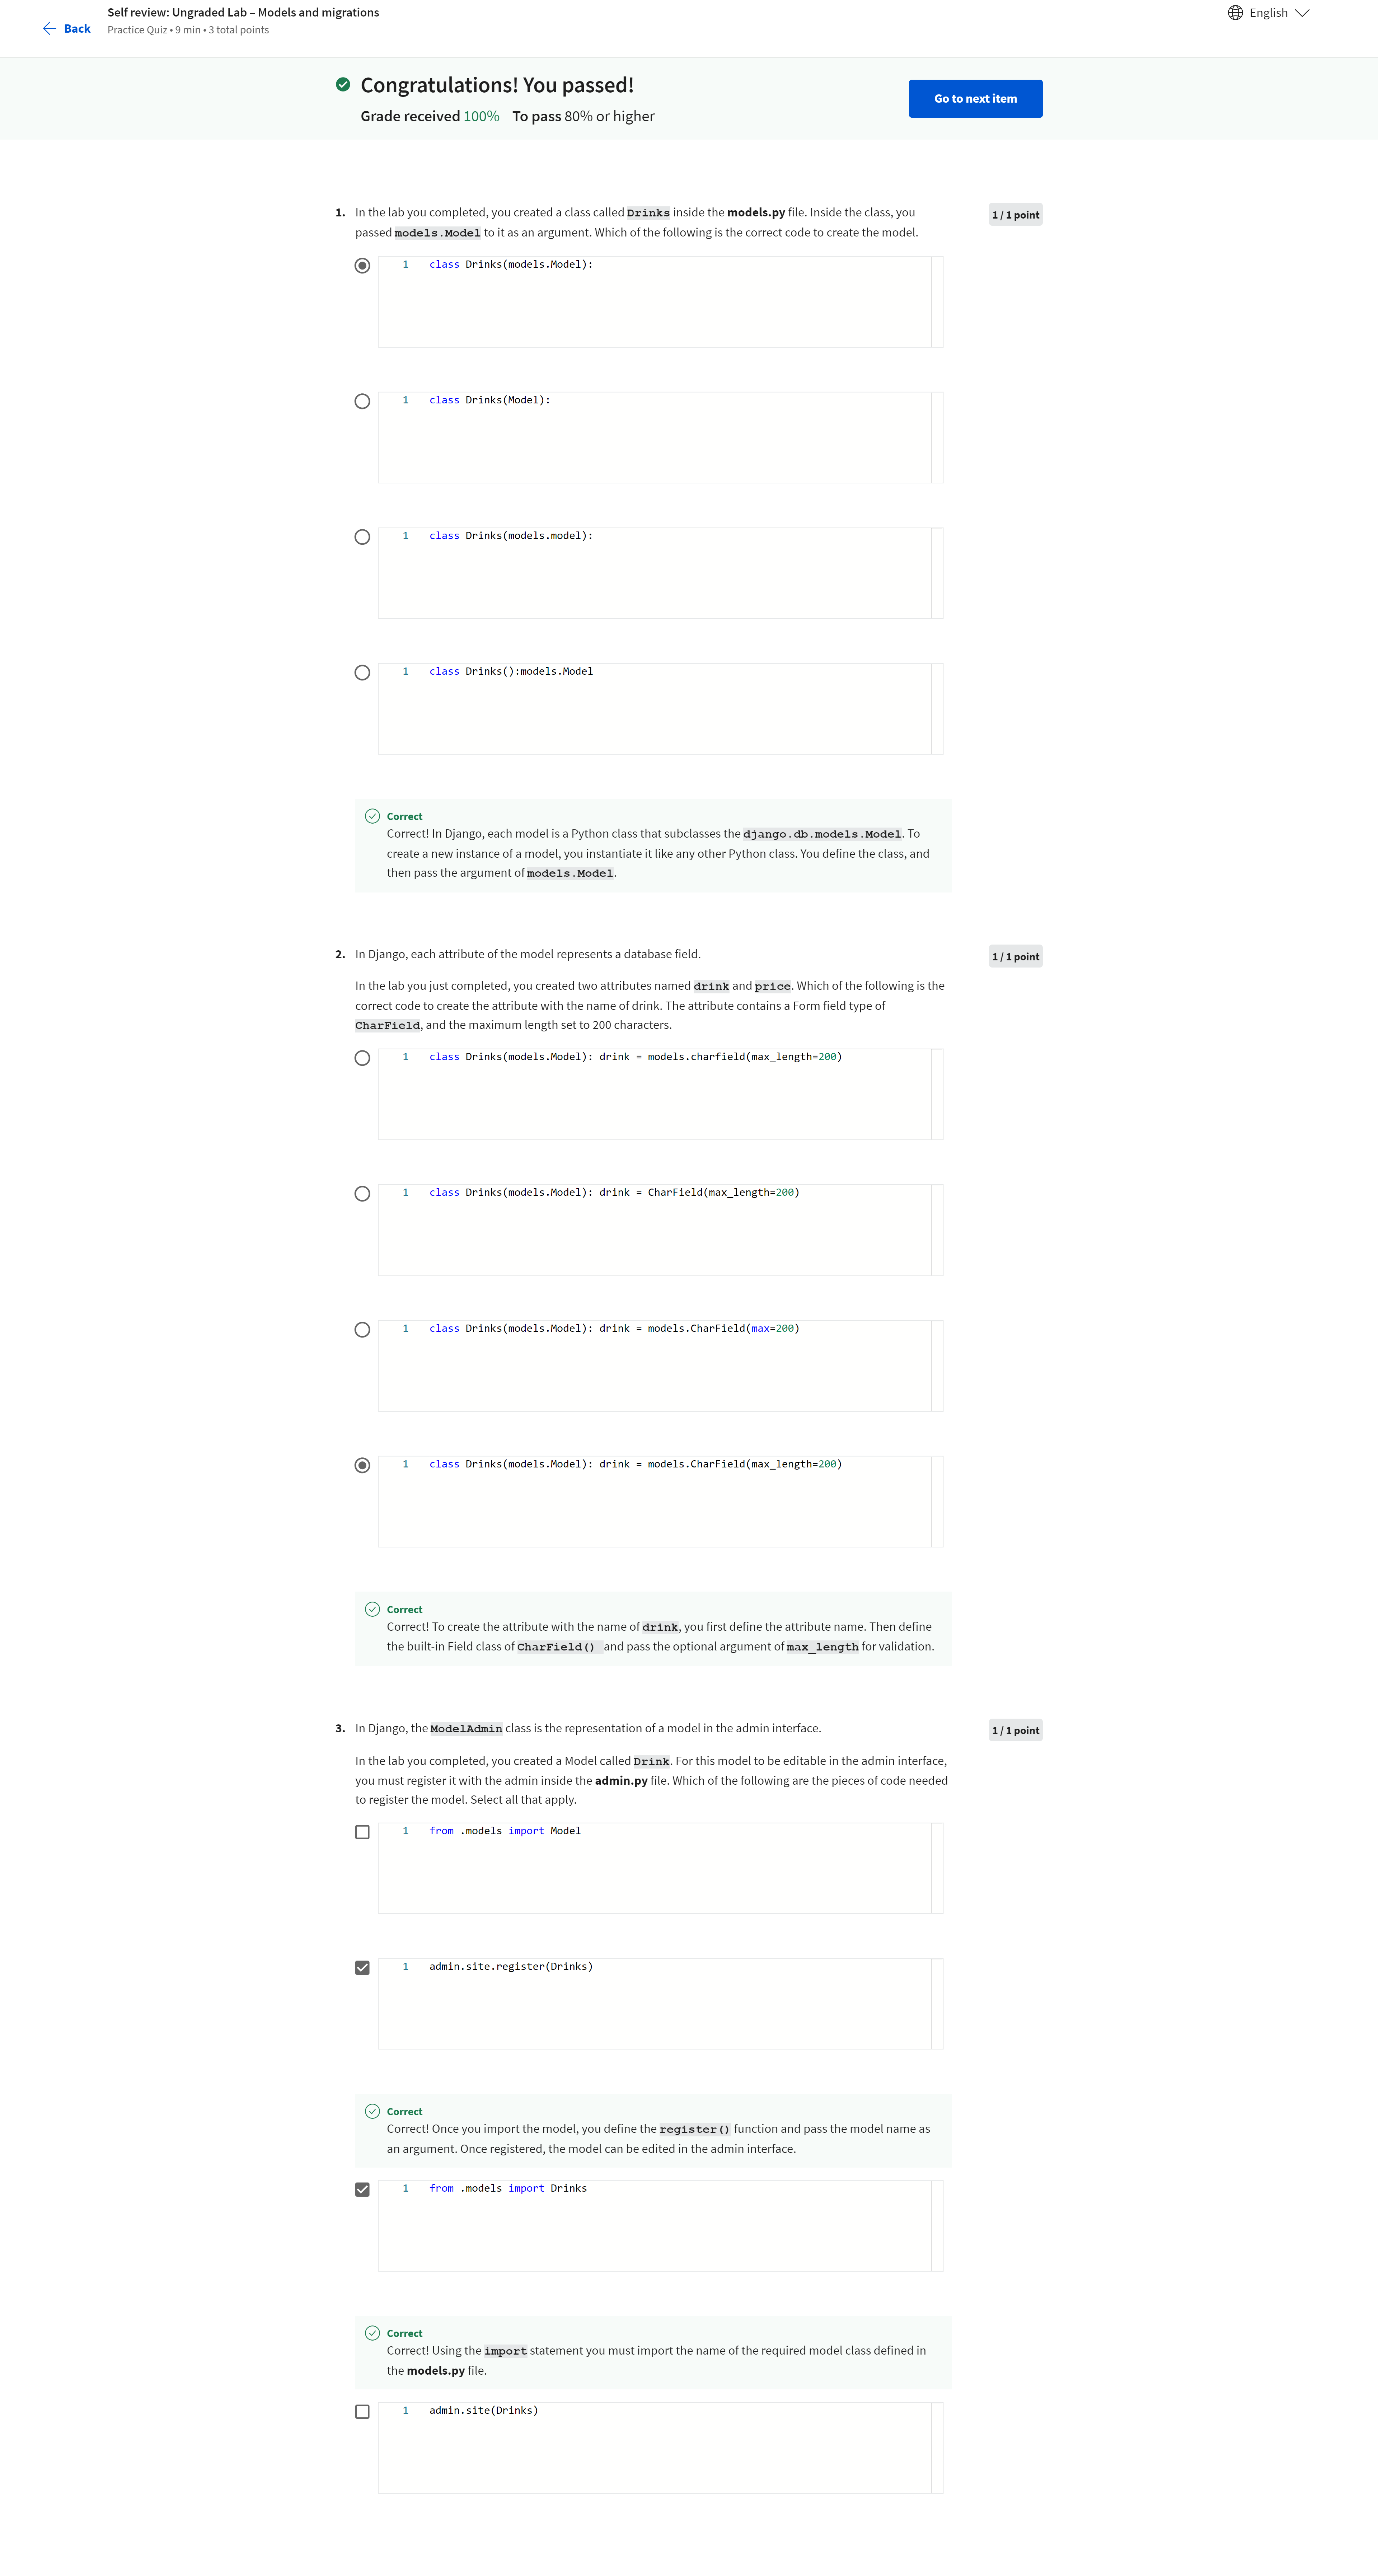 Self review: Ungraded Lab – Models and migrations
Back
Practice Quiz • 9 min • 3 total points
English
Congratulations! You passed!
Grade received 100% To pass 80% or higher
Go to next item
1. In the lab you completed, you created a class called Drinks inside the models.py file. Inside the class, you
passed models.Model to it as an argument. Which of the following is the correct code to create the model.
1 / 1 point
1 class Drinks(models.Model):
1 class Drinks(Model):
1 class Drinks(models.model):
1 class Drinks():models.Model
Correct
Correct! In Django, each model is a Python class that subclasses the django.db.models.Model. To
create a new instance of a model, you instantiate it like any other Python class. You define the class, and
then pass the argument of models.Model.
2. In Django, each attribute of the model represents a database field.
1 / 1 point
In the lab you just completed, you created two attributes named drink and price. Which of the following is the
correct code to create the attribute with the name of drink. The attribute contains a Form field type of
CharField, and the maximum length set to 200 characters.
1 class Drinks(models.Model): drink = models.charfield(max_length=200)
1 class Drinks(models.Model): drink = CharField(max_length=200)
1 class Drinks(models.Model): drink = models.CharField(max=200)
1 class Drinks(models.Model): drink = models.CharField(max_length=200)
Correct
Correct! To create the attribute with the name of drink, you first define the attribute name. Then define
the built-in Field class of CharField() and pass the optional argument of max_length for validation.
3. In Django, the ModelAdmin class is the representation of a model in the admin interface.
1 / 1 point
In the lab you completed, you created a Model called Drink. For this model to be editable in the admin interface,
you must register it with the admin inside the admin.py file. Which of the following are the pieces of code needed
to register the model. Select all that apply.
1 from .models import Model
1 admin.site.register(Drinks)
Correct
Correct! Once you import the model, you define the register() function and pass the model name as
an argument. Once registered, the model can be edited in the admin interface.
1 from .models import Drinks
Correct
Correct! Using the import statement you must import the name of the required model class defined in
the models.py file.
1 admin.site(Drinks)